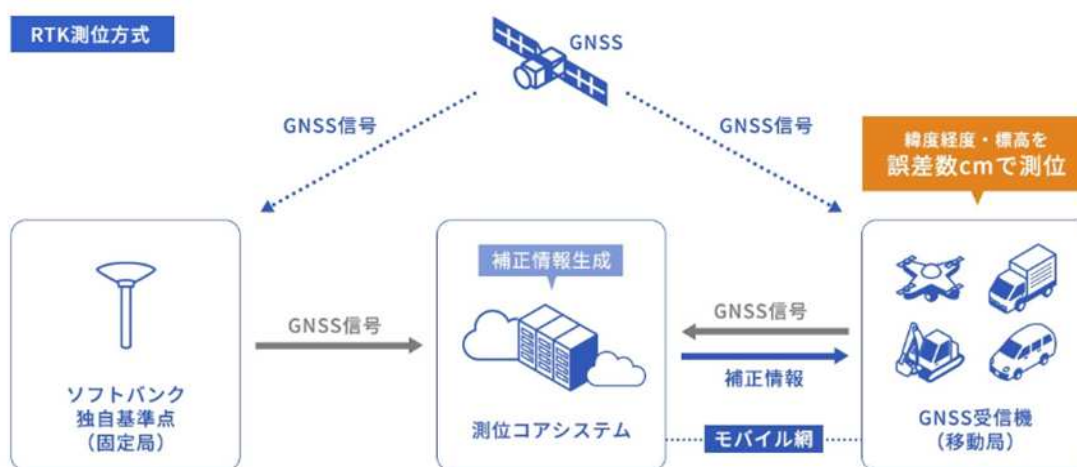 RTK測位方式
GNSS
GNSS信号
GNSS信号
緯度経度・標高を
誤差数cmで測位
補正情報生成
GNSS信号
GNSS信号
補正情報
ソフトバンク
独自基準点
（固定局）
測位コアシステム
モバイル網
GNSS受信機
（移動局）